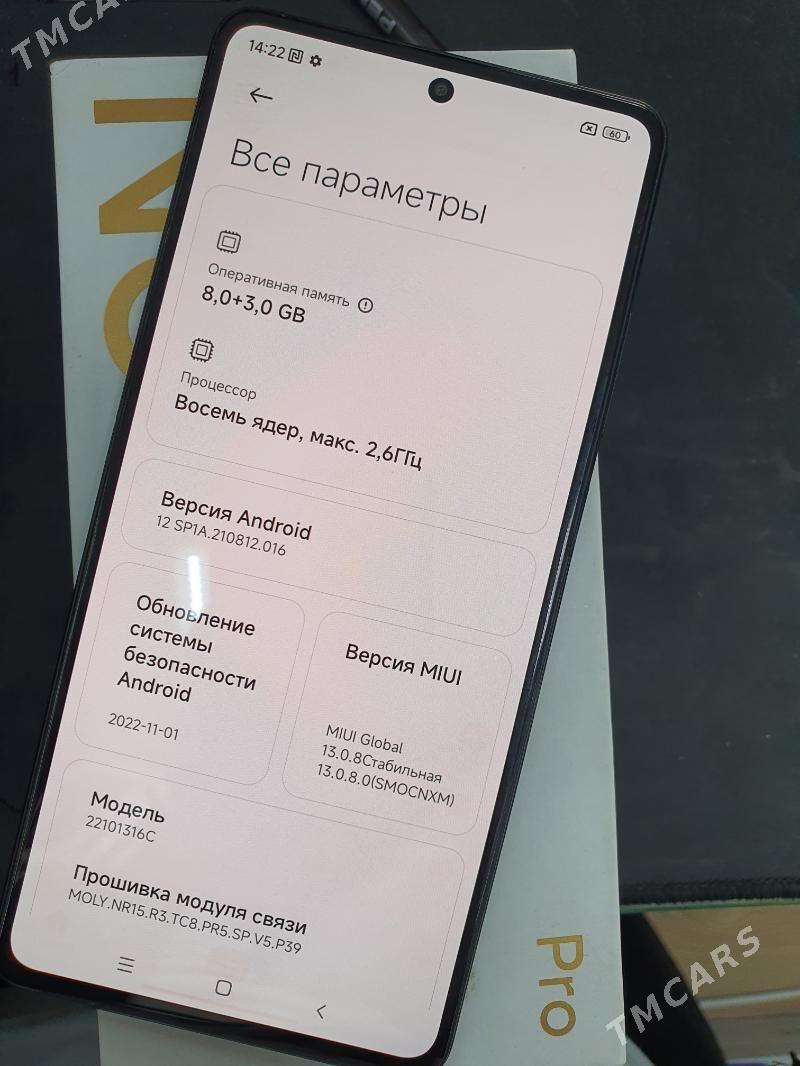 TMCARS
14:22
60
Все параметры
Оперативная память
8,0+3,0 GB
Процессор
Восемь ядер, макс. 2,6ГГц
Версия Android
12 SP1A.210812.016
Обновление
системы
безопасности
Android
2022-11-01
Версия MIUI
MIUI Global
13.0.8Стабильная
13.0.8.0(SMOCNXM)
Модель
22101316C
Прошивка модуля связи
MOLY.NR15.R3.TC8.PR5.SP.V5.P39
Pro
TMCARS